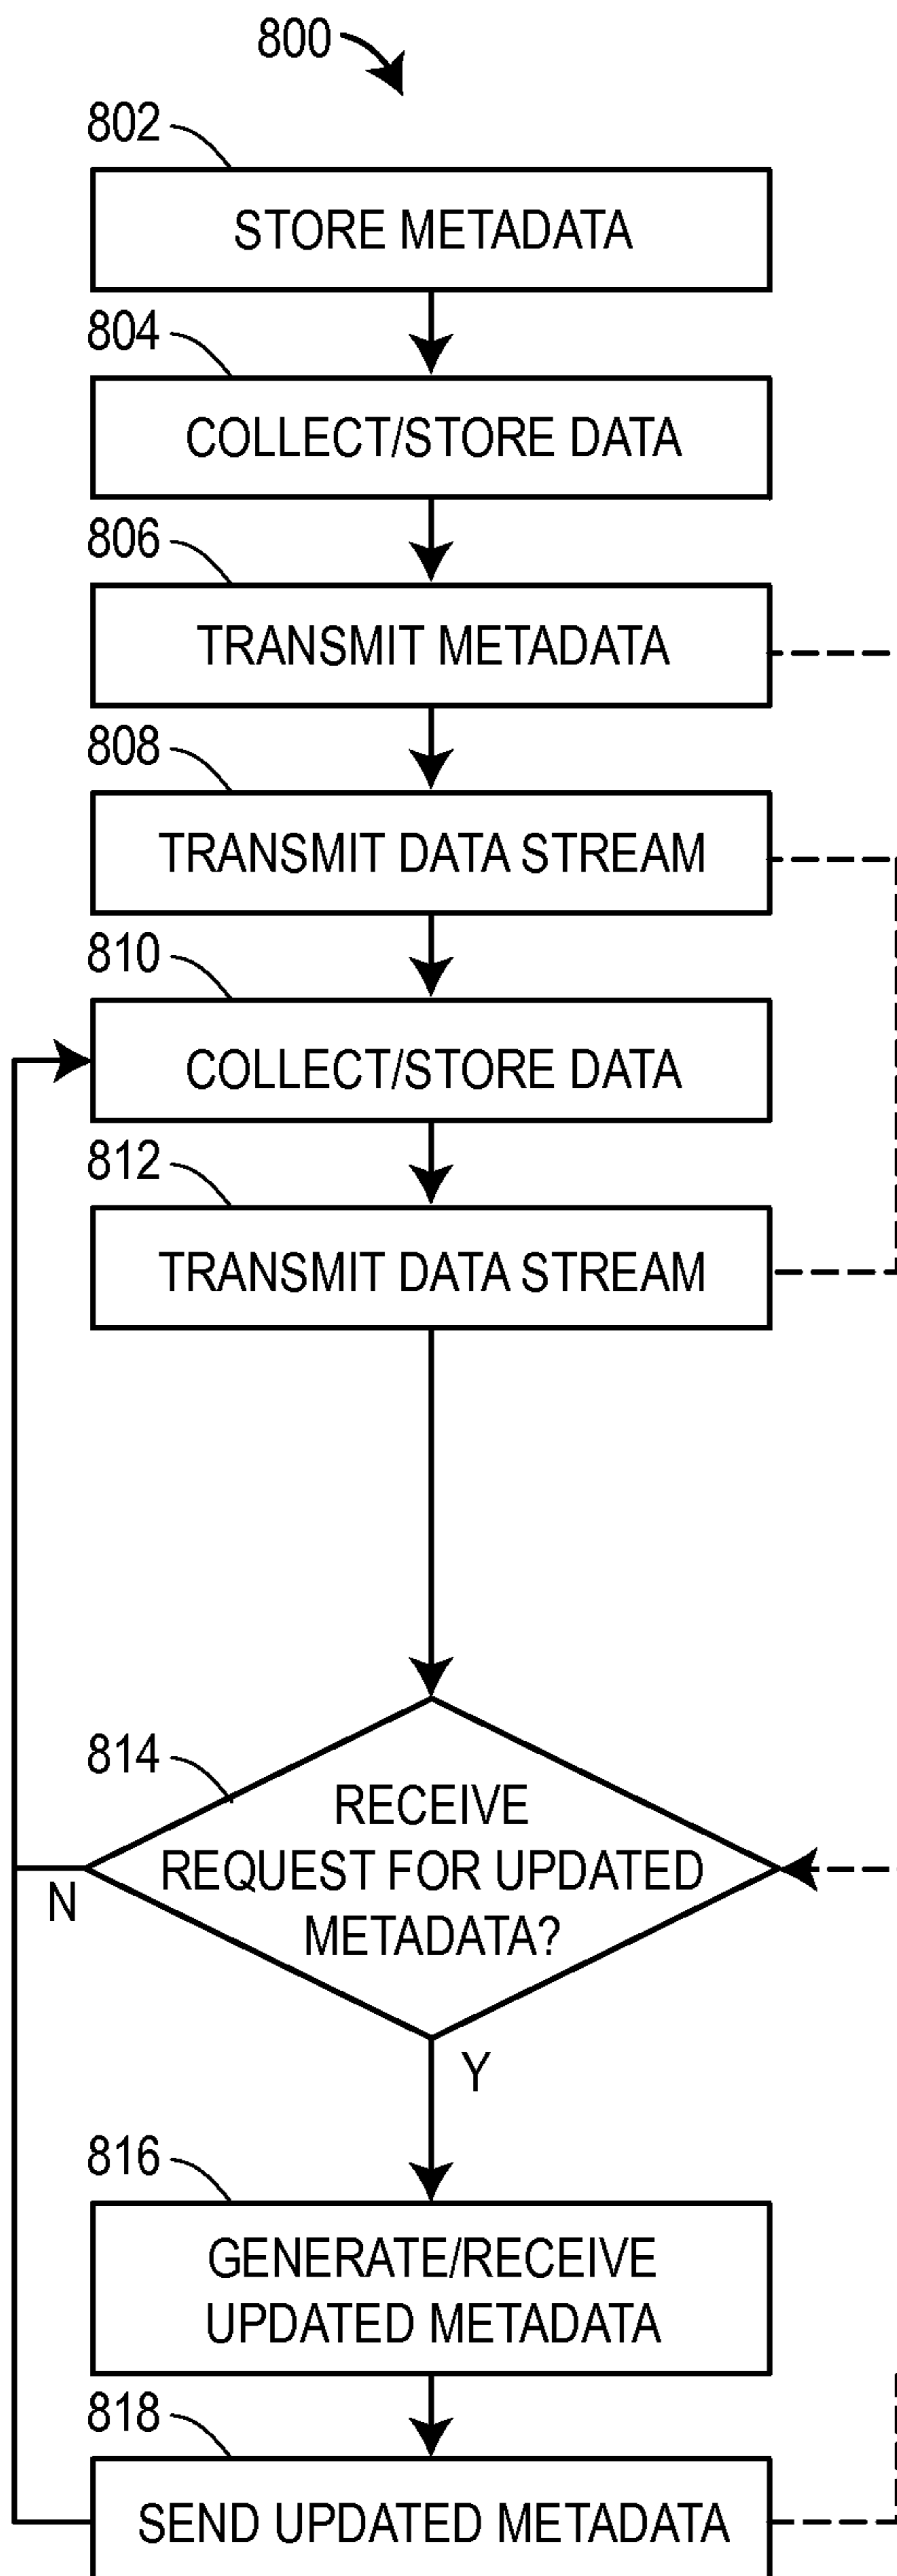 800
802
STORE METADATA
804
COLLECT/STORE DATA
806
TRANSMIT METADATA
808
TRANSMIT DATA STREAM
810
COLLECT/STORE DATA
812
TRANSMIT DATA STREAM
814
RECEIVE
REQUEST FOR UPDATED
METADATA?
N
Y
816
GENERATE/RECEIVE
UPDATED METADATA
818
SEND UPDATED METADATA